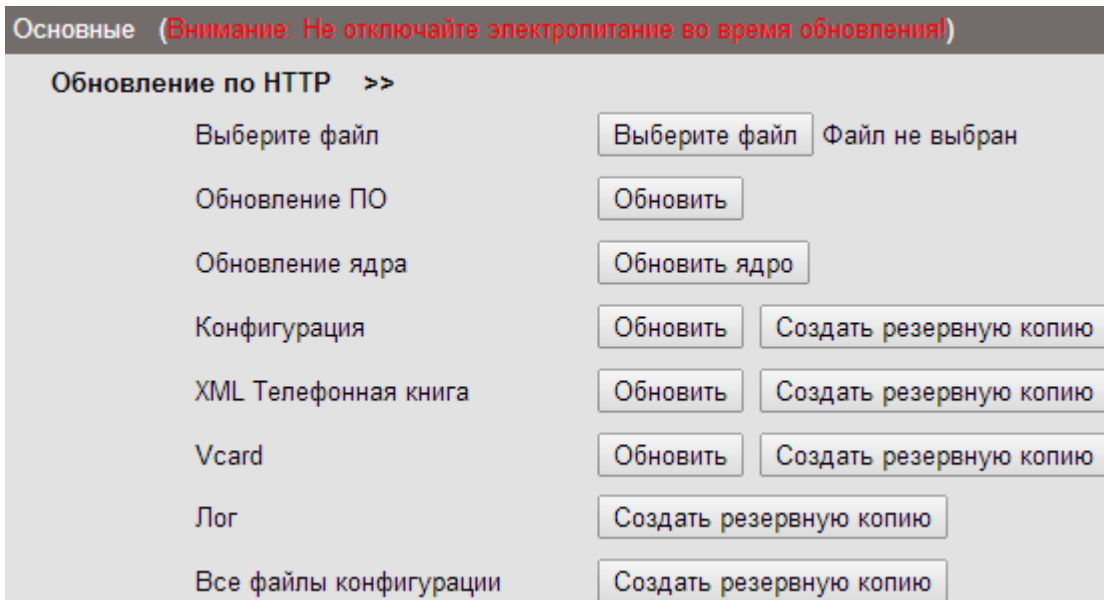 Основные (Внимание: Не отключайте электропитание во время обновления!)
Обновление по HTTP >>
Выберите файл Выберите файл Файл не выбран
Обновление ПО Обновить
Обновление ядра Обновить ядро
Конфигурация Обновить Создать резервную копию
XML Телефонная книга Обновить Создать резервную копию
Vcard Обновить Создать резервную копию
Лог Создать резервную копию
Все файлы конфигурации Создать резервную копию